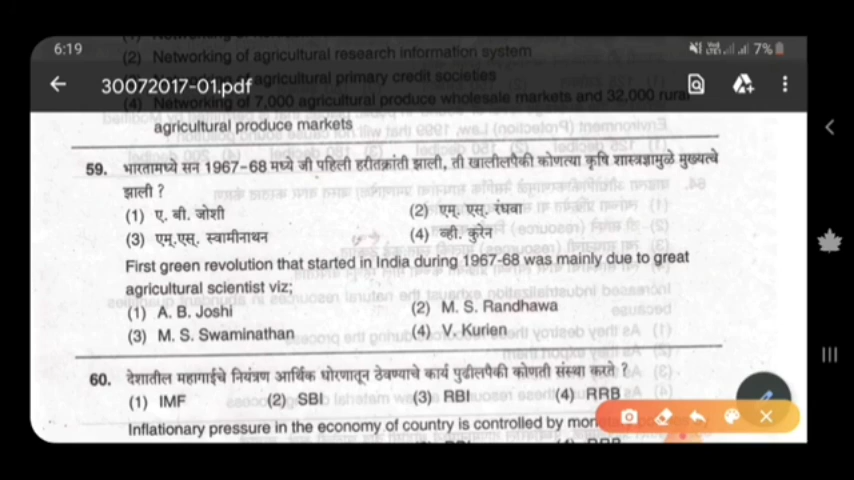 6:19
7%
(2) Networking of agricultural research information system
30072017-01.pdf
agricultural primary credit societies
(4) Networking of 7,000 agricultural produce wholesale markets and 32,000 rural
agricultural produce markets
59. भारतामध्ये सन 1967-68 मध्ये जी पहिली हरीतक्रांती झाली, ती खालीलपैकी कोणत्या कृषि शास्त्रज्ञामुळे मुख्यत्वे
झाली ?
(1) ए. बी. जोशी (2) एम्. एस्. रंधवा
(3) एम्.एस्. स्वामीनाथन (4) व्ही. कुरेन
First green revolution that started in India during 1967-68 was mainly due to great
agricultural scientist viz;
(1) A. B. Joshi (2) M. S. Randhawa
(3) M. S. Swaminathan (4) V. Kurien
60. देशातील महागाईचे नियंत्रण आर्थिक धोरणातून ठेवण्याचे कार्य पुढीलपैकी कोणती संस्था करते ?
(1) IMF (2) SBI (3) RBI (4) RRB
Inflationary pressure in the economy of country is controlled by